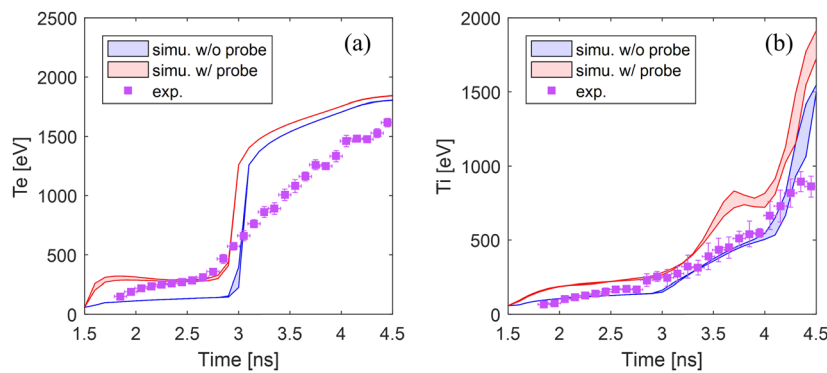 (a)
simu. w/o probe
simu. w/ probe
exp.
2500
2000
1500
1000
500
0
Te [eV]
1.5 2 2.5 3 3.5 4 4.5
Time [ns]
(b)
simu. w/o probe
simu. w/ probe
exp.
2000
1500
1000
500
0
Ti [eV]
1.5 2 2.5 3 3.5 4 4.5
Time [ns]